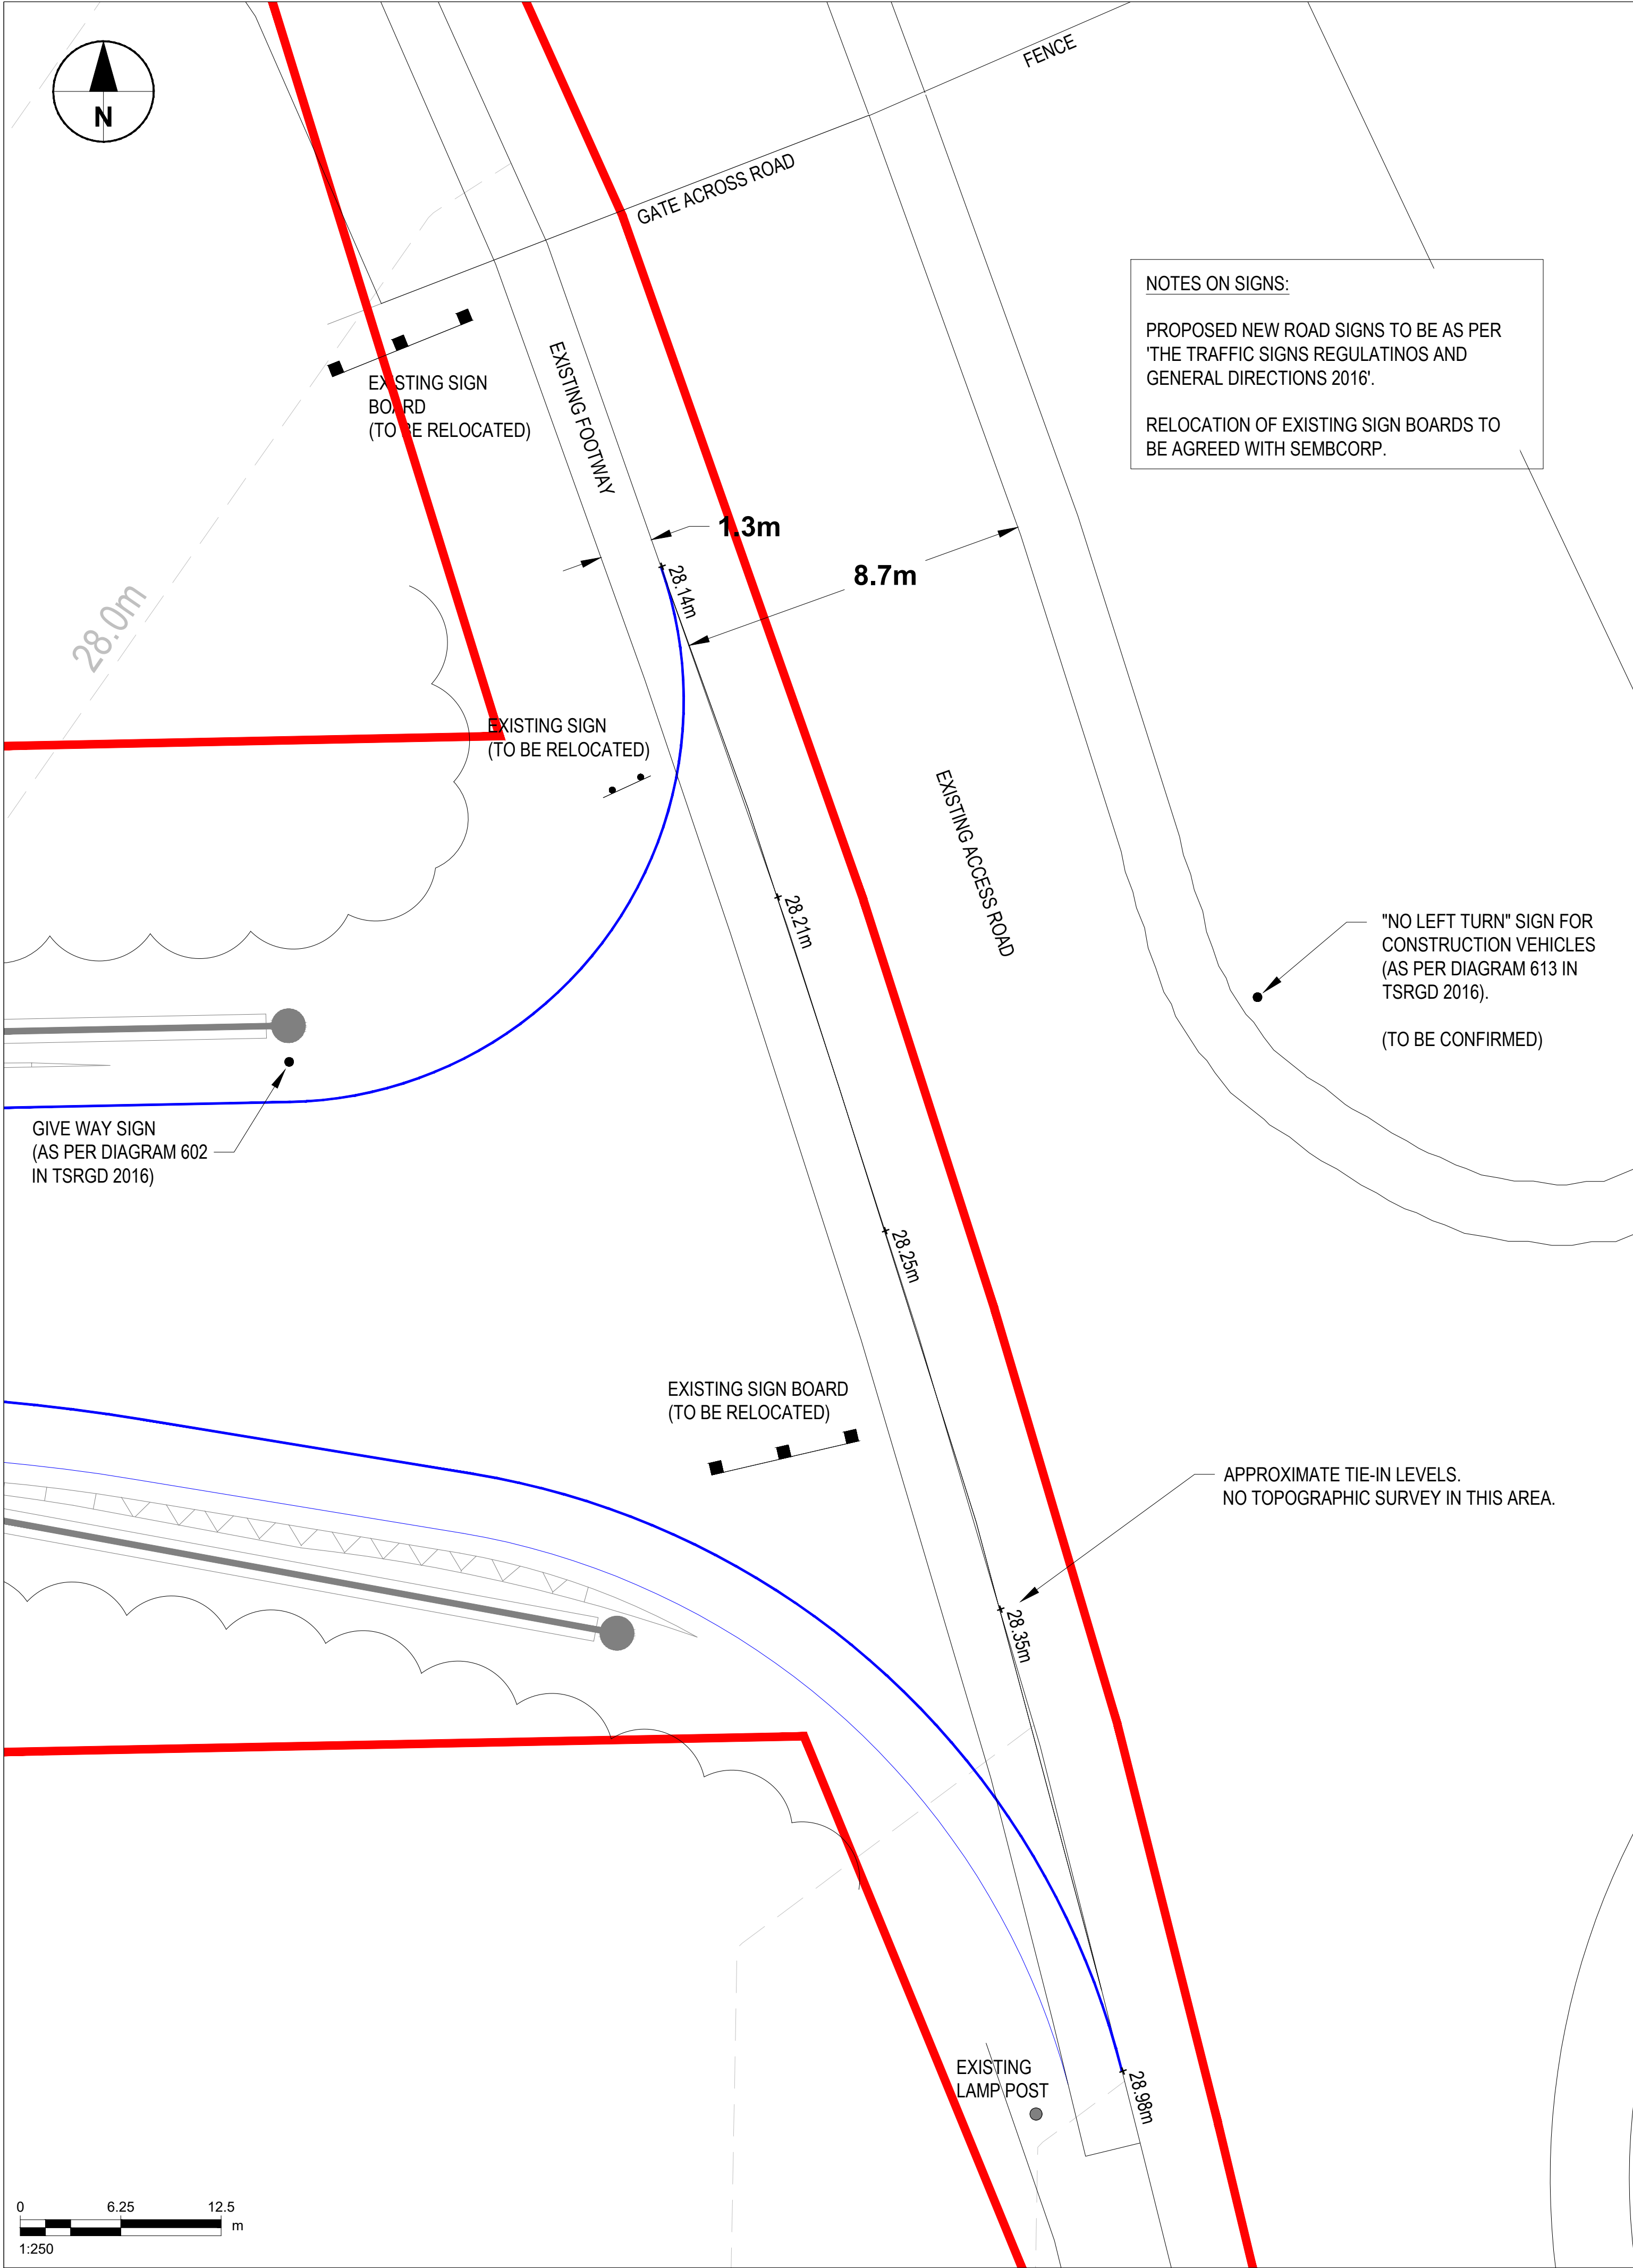 FENCE
N
GATE ACROSS ROAD
NOTES ON SIGNS:
PROPOSED NEW ROAD SIGNS TO BE AS PER
'THE TRAFFIC SIGNS REGULATINOS AND
GENERAL DIRECTIONS 2016'.
RELOCATION OF EXISTING SIGN BOARDS TO
BE AGREED WITH SEMBCORP.
EXISTING SIGN
BOARD
(TO BE RELOCATED)
EXISTING FOOTWAY
1.3m
8.7m
28.14m
28.0m
EXISTING SIGN
(TO BE RELOCATED)
EXISTING ACCESS ROAD
28.21m
"NO LEFT TURN" SIGN FOR
CONSTRUCTION VEHICLES
(AS PER DIAGRAM 613 IN
TSRGD 2016).
(TO BE CONFIRMED)
GIVE WAY SIGN
(AS PER DIAGRAM 602
IN TSRGD 2016)
28.25m
EXISTING SIGN BOARD
(TO BE RELOCATED)
APPROXIMATE TIE-IN LEVELS.
NO TOPOGRAPHIC SURVEY IN THIS AREA.
28.35m
EXISTING
LAMP POST
28.98m
0 6.25 12.5
m
1:250